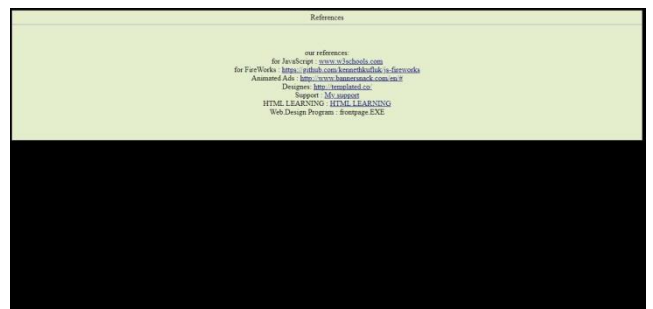 References
our references:
for JavaScript : www.w3schools.com
for FireWorks : https://github.com/kennethkufluk/js-fireworks
Animated Ads : http://www.bannersnack.com/en/#
Designes: http://templated.co/
Support : My support
HTML LEARNING : HTML LEARNING
Web.Design Program : frontpage.EXE